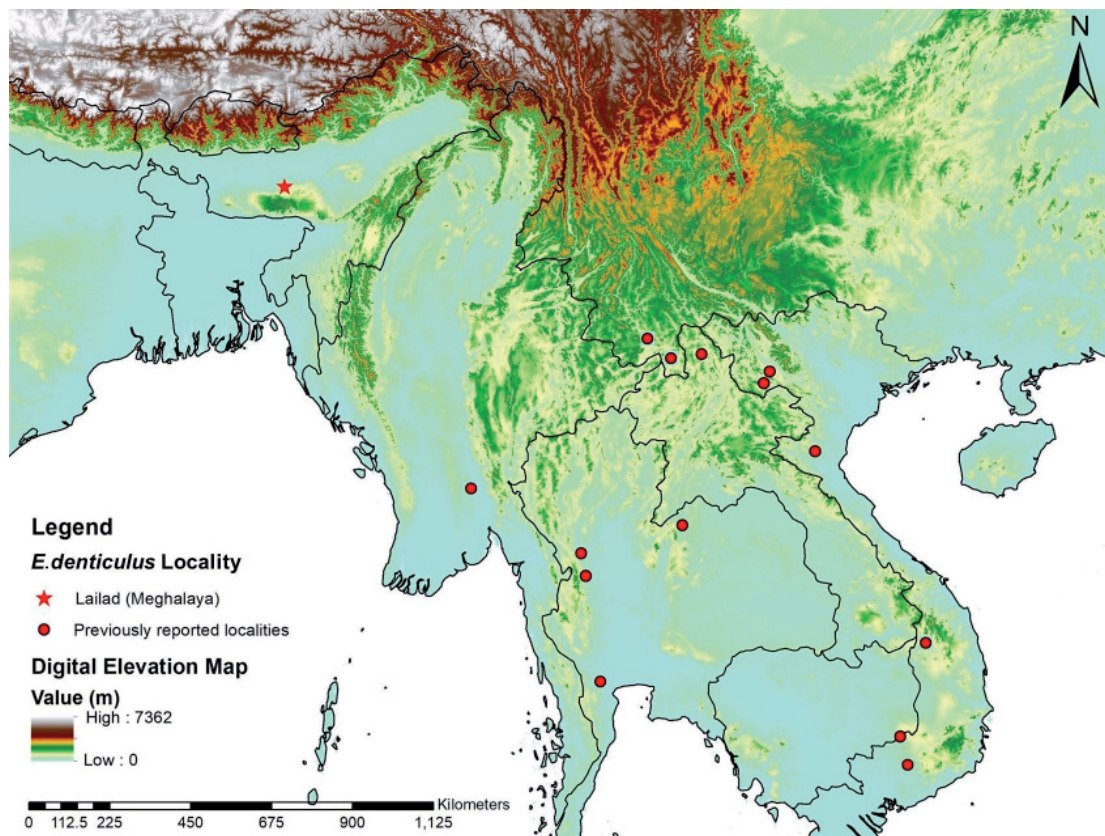 N
Legend
E.denticulus Locality
Lailad (Meghalaya)
Previously reported localities
Digital Elevation Map
Value (m)
High : 7362
Low : 0
Kilometers
0 112.5 225 450 675 900 1,125